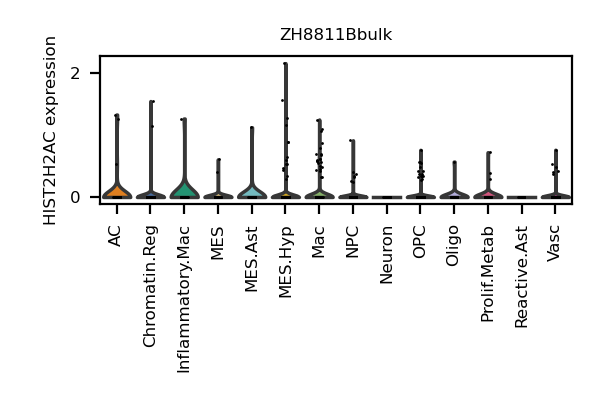 ZH8811Bbulk
HIST2H2AC expression
2
0
AC
Chromatin.Reg
Inflammatory.Mac
MES
MES.Ast
MES.Hyp
Mac
NPC
Neuron
OPC
Oligo
Prolif.Metab
Reactive.Ast
Vasc